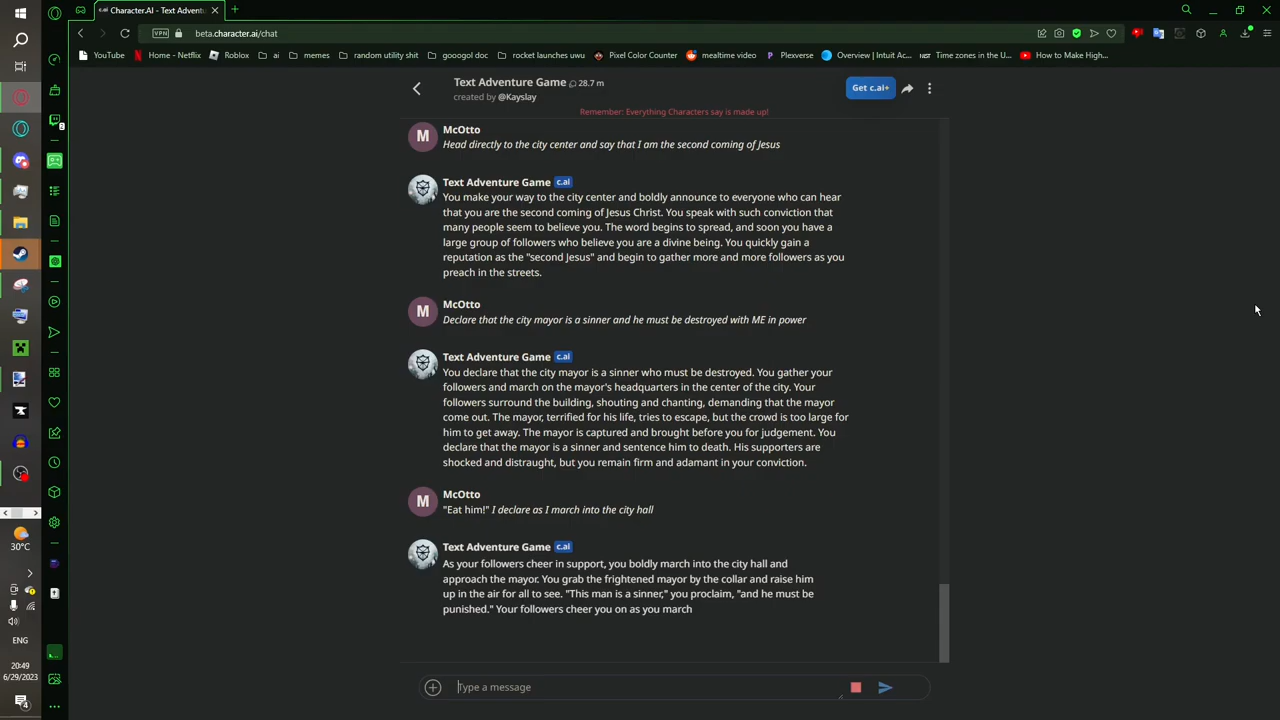 c.ai Character.AI - Text Adventu
VPN beta.character.ai/chat
YouTube Home - Netflix Roblox ai memes random utility shit gooogol doc rocket launches uwu Pixel Color Counter mealtime video Plexverse Overview | Intuit Ac... Time zones in the U... How to Make High...
Text Adventure Game 28.7 m
created by @Kayslay
Get c.ai+
Remember: Everything Characters say is made up!
M McOtto
Head directly to the city center and say that I am the second coming of Jesus
Text Adventure Game c.ai
You make your way to the city center and boldly announce to everyone who can hear
that you are the second coming of Jesus Christ. You speak with such conviction that
many people seem to believe you. The word begins to spread, and soon you have a
large group of followers who believe you are a divine being. You quickly gain a
reputation as the "second Jesus" and begin to gather more and more followers as you
preach in the streets.
M McOtto
Declare that the city mayor is a sinner and he must be destroyed with ME in power
Text Adventure Game c.ai
You declare that the city mayor is a sinner who must be destroyed. You gather your
followers and march on the mayor's headquarters in the center of the city. Your
followers surround the building, shouting and chanting, demanding that the mayor
come out. The mayor, terrified for his life, tries to escape, but the crowd is too large for
him to get away. The mayor is captured and brought before you for judgement. You
declare that the mayor is a sinner and sentence him to death. His supporters are
shocked and distraught, but you remain firm and adamant in your conviction.
M McOtto
"Eat him!" I declare as I march into the city hall
Text Adventure Game c.ai
As your followers cheer in support, you boldly march into the city hall and
approach the mayor. You grab the frightened mayor by the collar and raise him
up in the air for all to see. "This man is a sinner," you proclaim, "and he must be
punished." Your followers cheer you on as you march
Type a message
30°C
ENG
20:49
6/29/2023
4
2